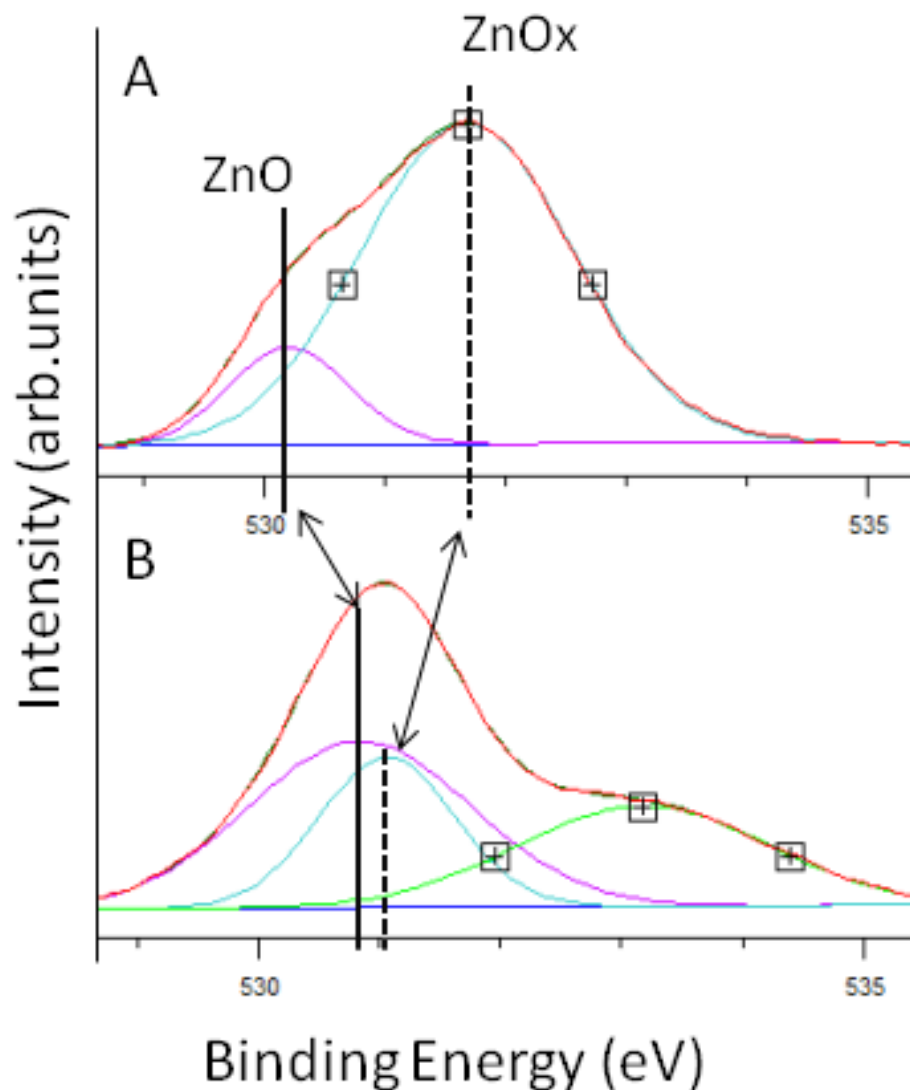 ZnOx
A
ZnO
530
535
B
530
535
Intensity (arb.units)
Binding Energy (eV)